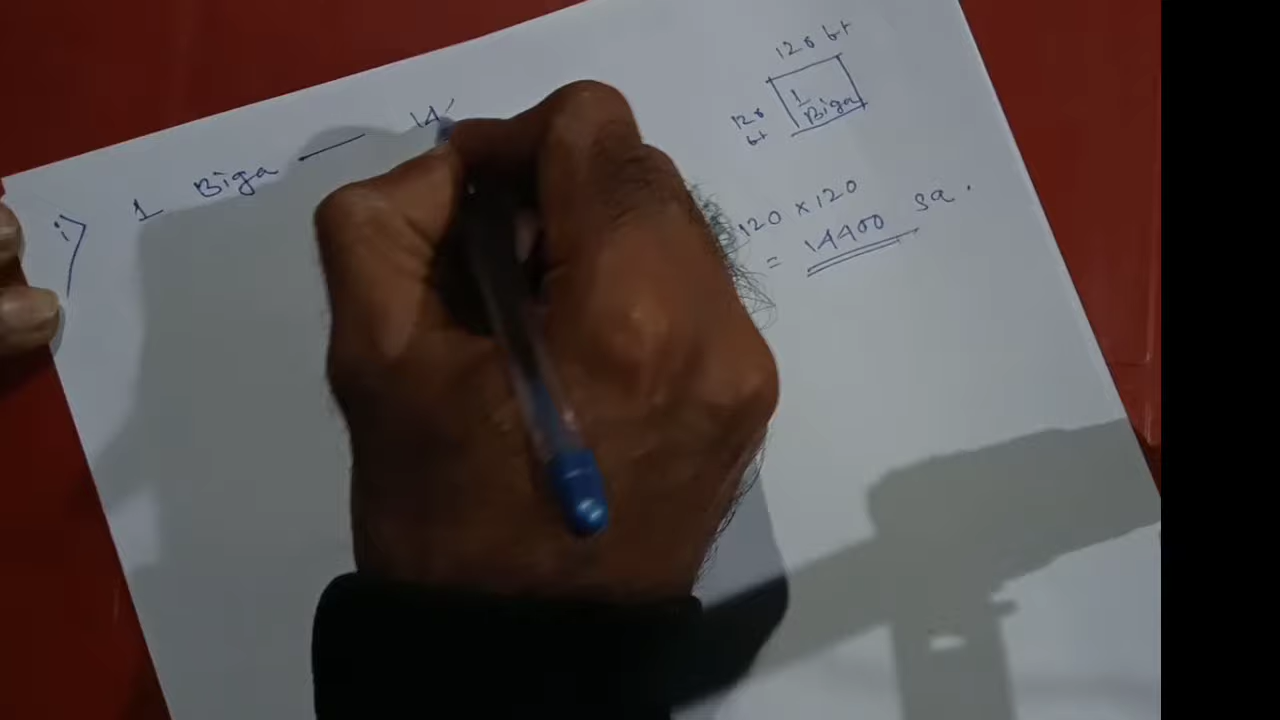 i) 1 Biga — 14
120 ft
120 ft
1
Biga
120 x 120
= 14400 sq.